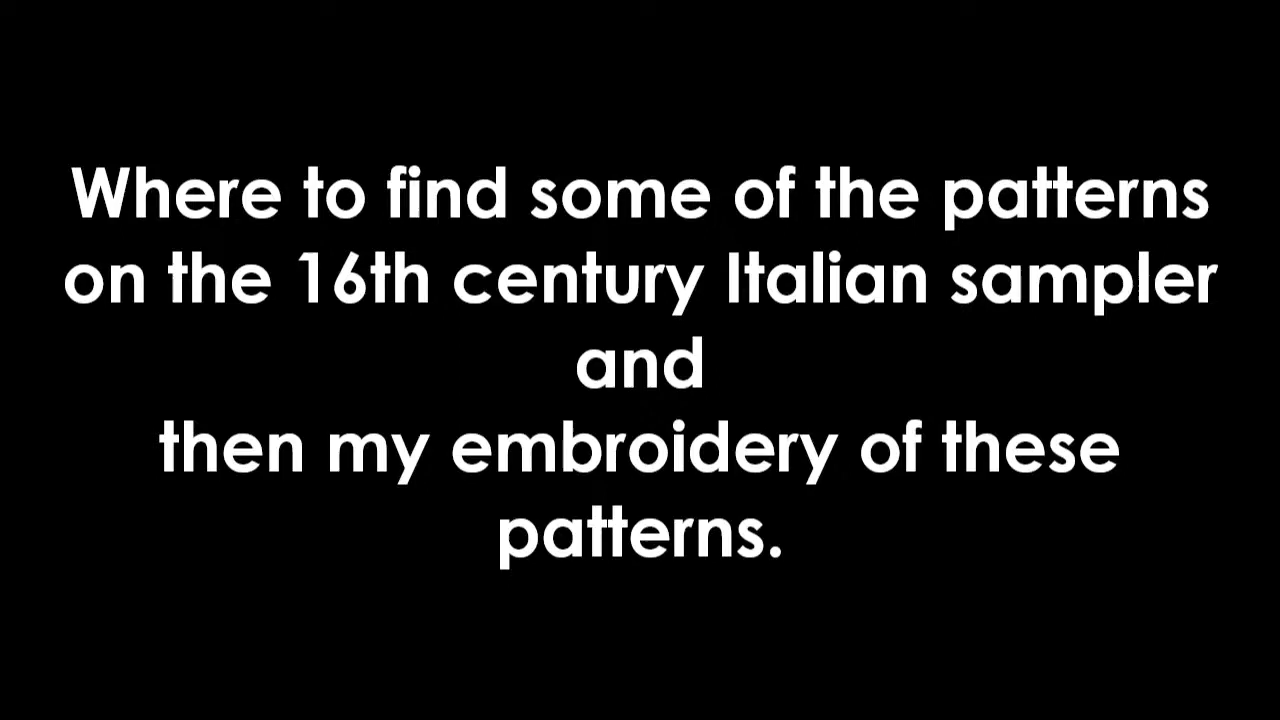 Where to find some of the patterns
on the 16th century Italian sampler
and
then my embroidery of these
patterns.